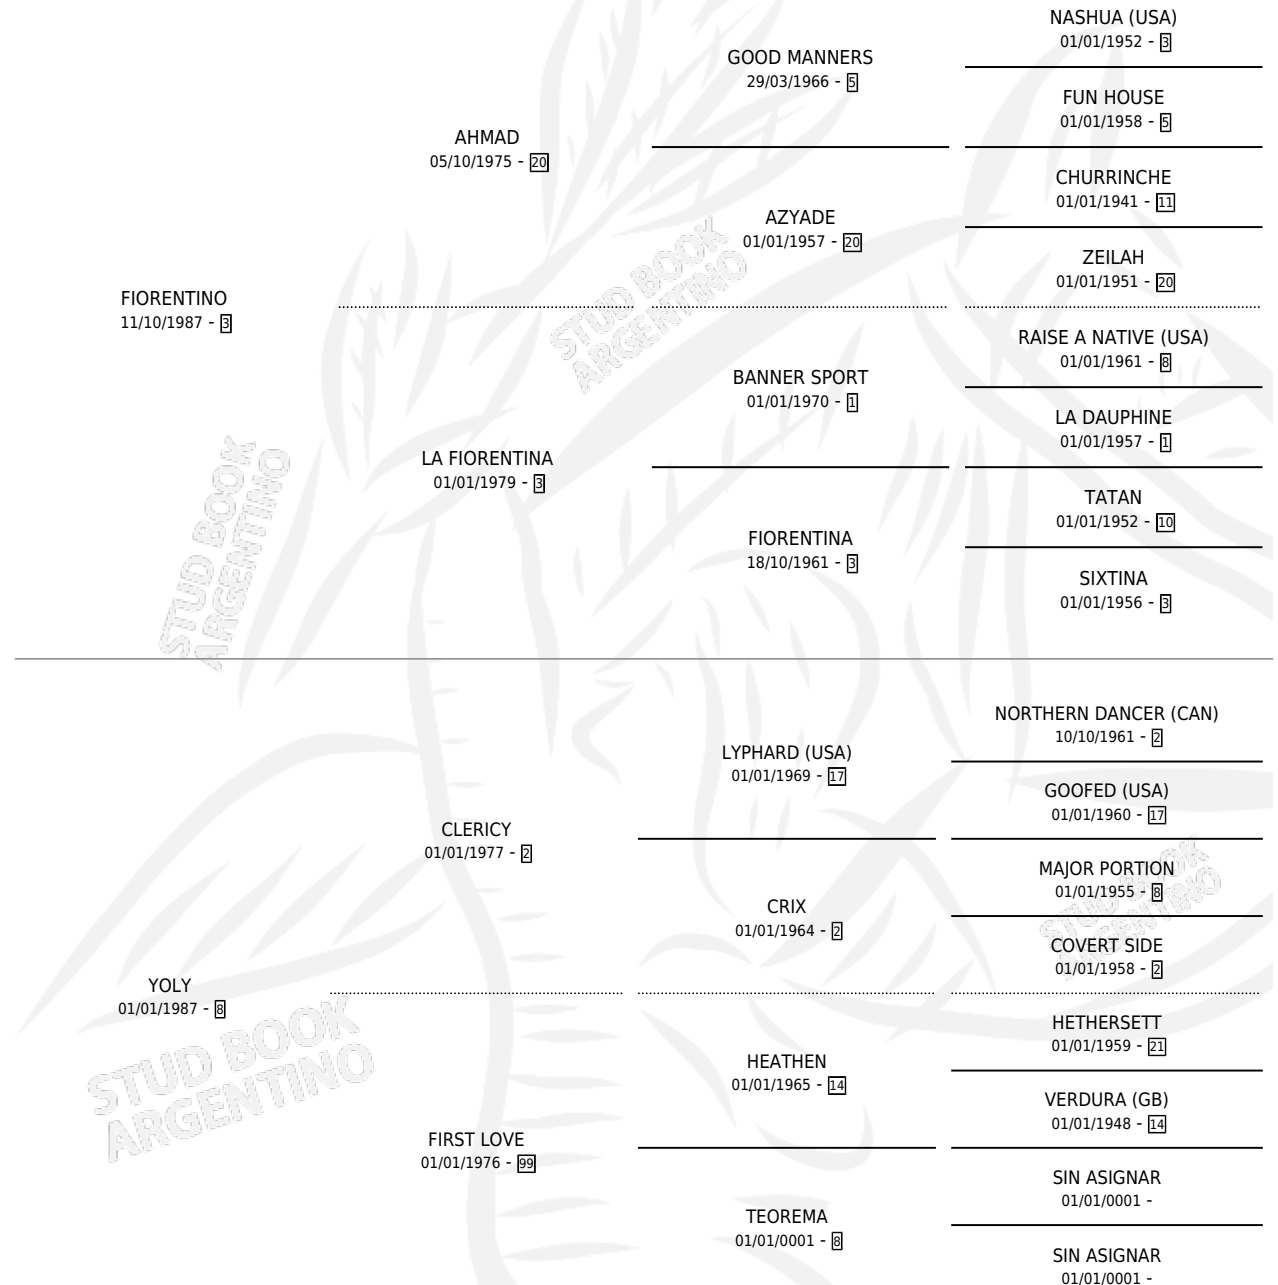 NASHUA (USA)
01/01/1952 - 3
GOOD MANNERS
29/03/1966 - 5
FUN HOUSE
01/01/1958 - 5
AHMAD
05/10/1975 - 20
CHURRINCHE
01/01/1941 - 11
AZYADE
01/01/1957 - 20
ZEILAH
01/01/1951 - 20
FIORENTINO
11/10/1987 - 3
RAISE A NATIVE (USA)
01/01/1961 - 8
BANNER SPORT
01/01/1970 - 1
LA DAUPHINE
01/01/1957 - 1
LA FIORENTINA
01/01/1979 - 3
TATAN
01/01/1952 - 10
FIORENTINA
18/10/1961 - 3
SIXTINA
01/01/1956 - 3
STUD BOOK
ARGENTINO
STUD BOOK
ARGENTINO
NORTHERN DANCER (CAN)
10/10/1961 - 2
LYPHARD (USA)
01/01/1969 - 17
GOOFED (USA)
01/01/1960 - 17
CLERICY
01/01/1977 - 2
MAJOR PORTION
01/01/1955 - 8
CRIX
01/01/1964 - 2
COVERT SIDE
01/01/1958 - 2
STUD BOOK
ARGENTINO
YOLY
01/01/1987 - 8
HETHERSETT
01/01/1959 - 21
HEATHEN
01/01/1965 - 14
VERDURA (GB)
01/01/1948 - 14
STUD BOOK
ARGENTINO
FIRST LOVE
01/01/1976 - 99
SIN ASIGNAR
01/01/0001 -
TEOREMA
01/01/0001 - 8
SIN ASIGNAR
01/01/0001 -